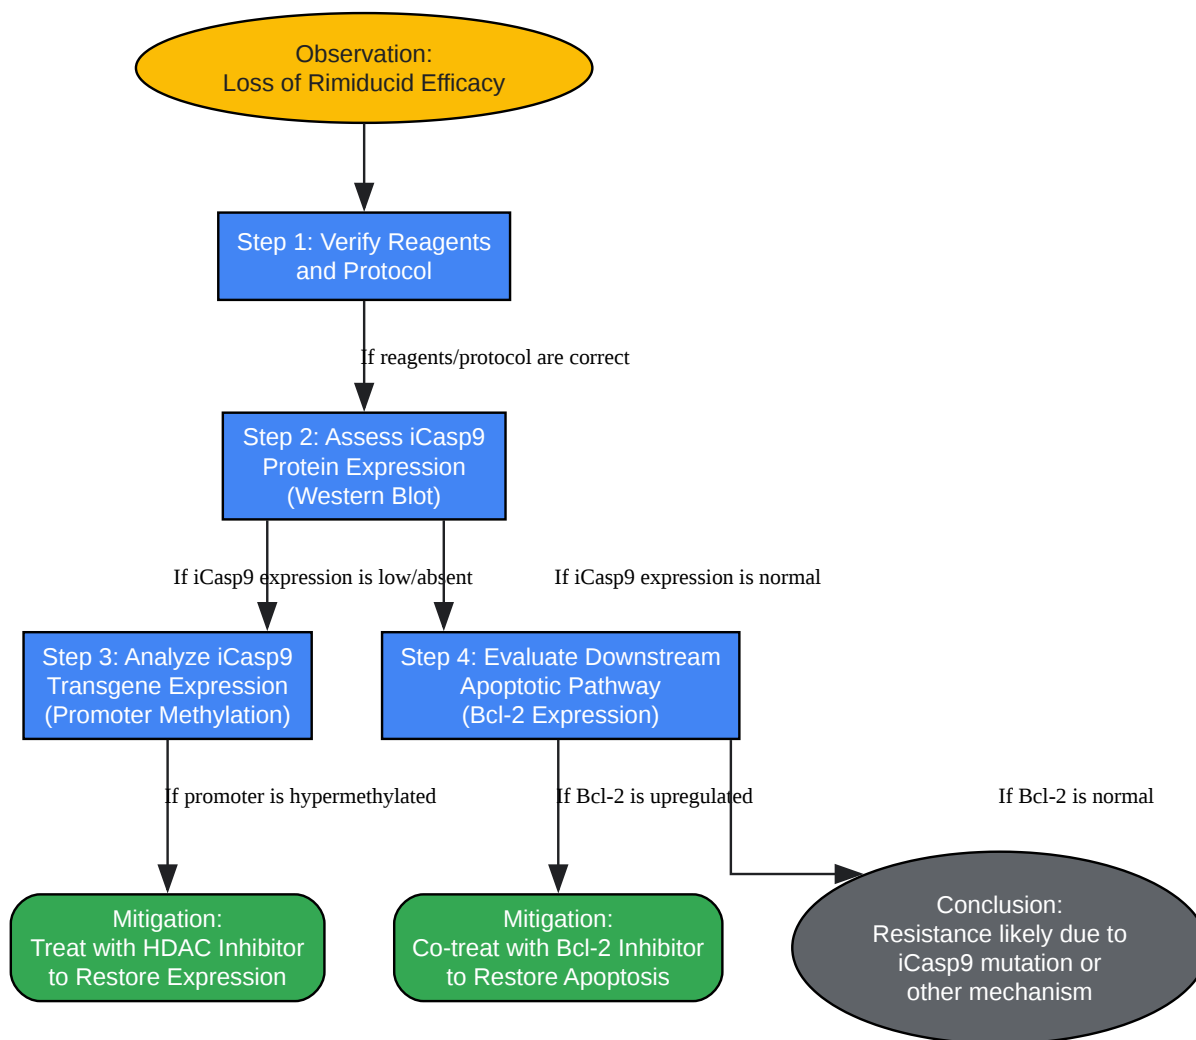 Observation:
Loss of Rimiducid Efficacy
Step 1: Verify Reagents
and Protocol
If reagents/protocol are correct
Step 2: Assess iCasp9
Protein Expression
(Western Blot)
If iCasp9 expression is low/absent
If iCasp9 expression is normal
Step 3: Analyze iCasp9
Transgene Expression
(Promoter Methylation)
Step 4: Evaluate Downstream
Apoptotic Pathway
(Bcl-2 Expression)
If promoter is hypermethylated
If Bcl-2 is upregulated
If Bcl-2 is normal
Mitigation:
Treat with HDAC Inhibitor
to Restore Expression
Mitigation:
Co-treat with Bcl-2 Inhibitor
to Restore Apoptosis
Conclusion:
Resistance likely due to
iCasp9 mutation or
other mechanism